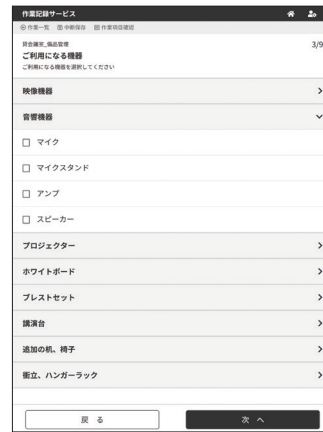 作業記録サービス
作業一覧 中断保存 作業項目確認
貸会議室_備品管理 3/9
ご利用になる機器
ご利用になる機器を選択してください
映像機器
音響機器
マイク
マイクスタンド
アンプ
スピーカー
プロジェクター
ホワイトボード
ブレストセット
講演台
追加の机、椅子
衝立、ハンガーラック
戻 る 次 へ